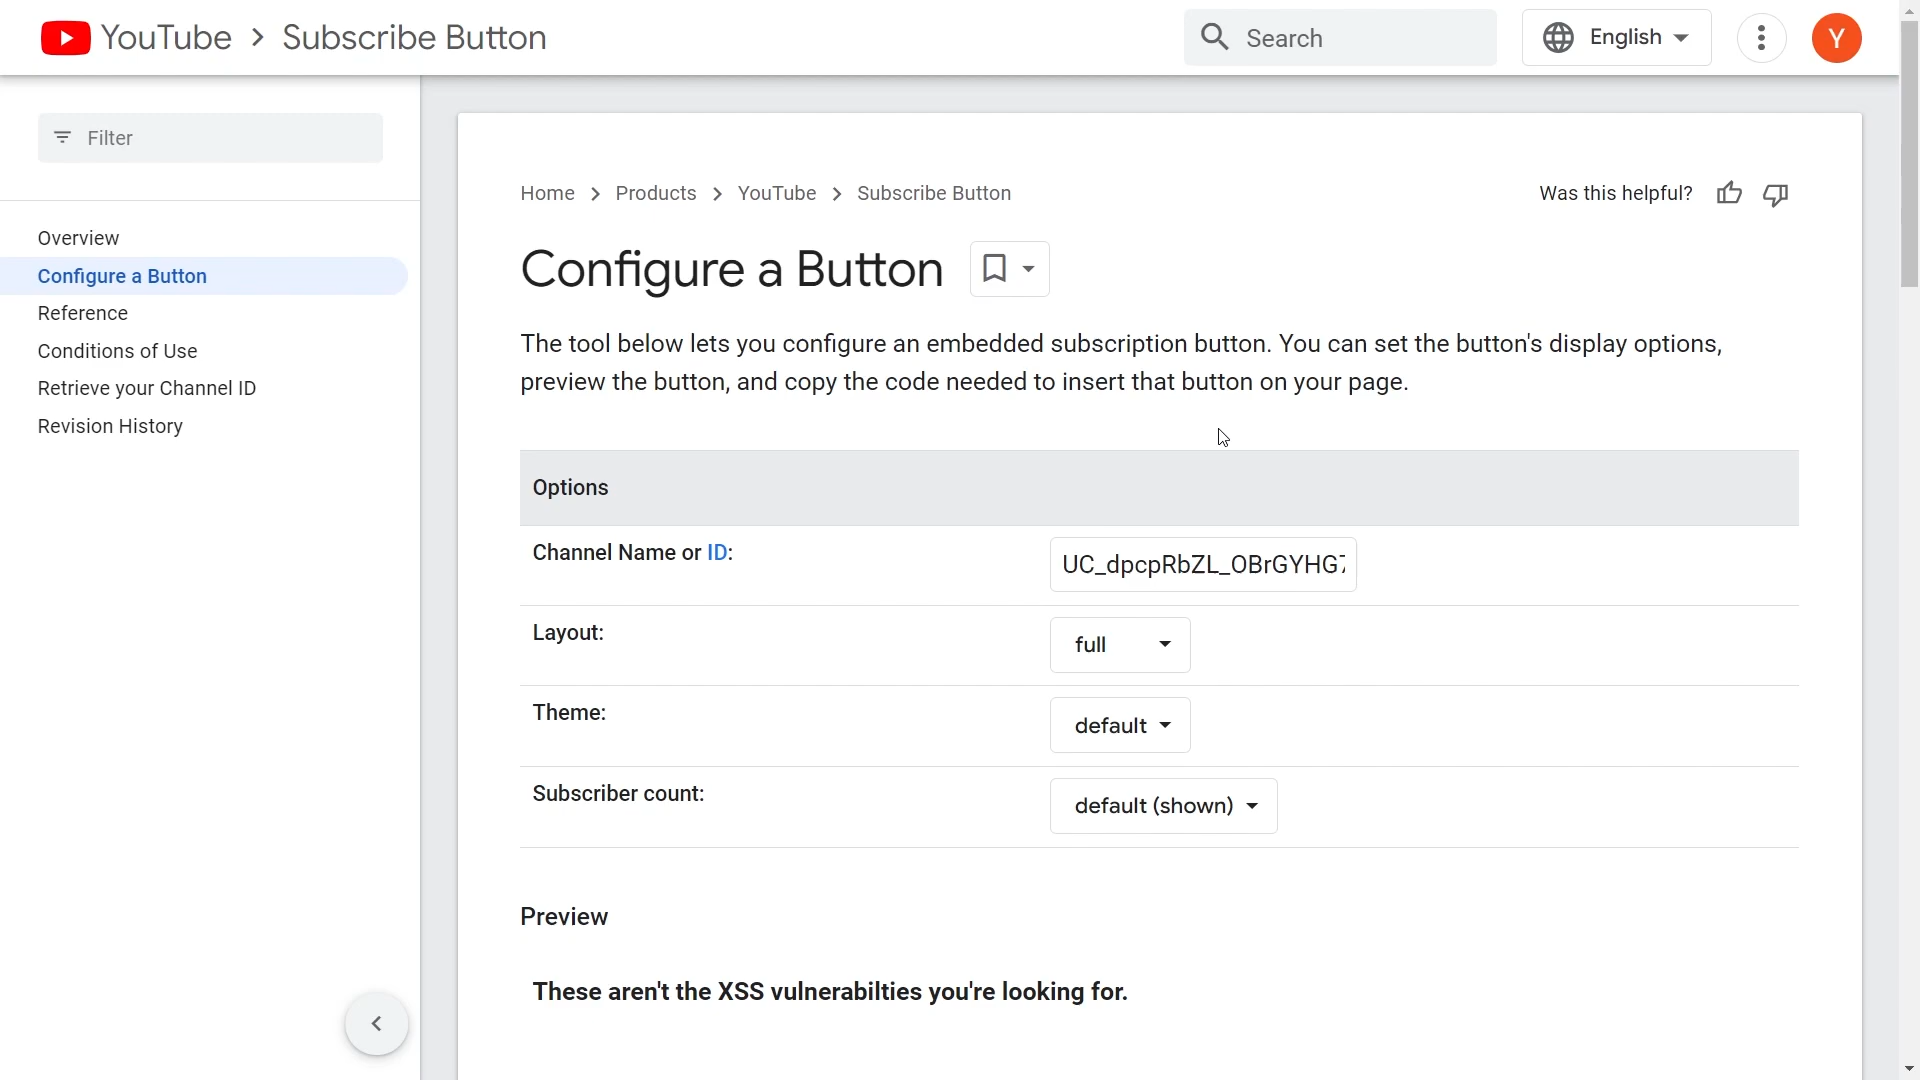 YouTube > Subscribe Button
Search
English
Y
Filter
Overview
Configure a Button
Reference
Conditions of Use
Retrieve your Channel ID
Revision History
Home > Products > YouTube > Subscribe Button
Was this helpful?
Configure a Button
The tool below lets you configure an embedded subscription button. You can set the button's display options,
preview the button, and copy the code needed to insert that button on your page.
Options
Channel Name or ID:
UC_dpcpRbZL_OBrGYHG7
Layout:
full
Theme:
default
Subscriber count:
default (shown)
Preview
These aren't the XSS vulnerabilties you're looking for.